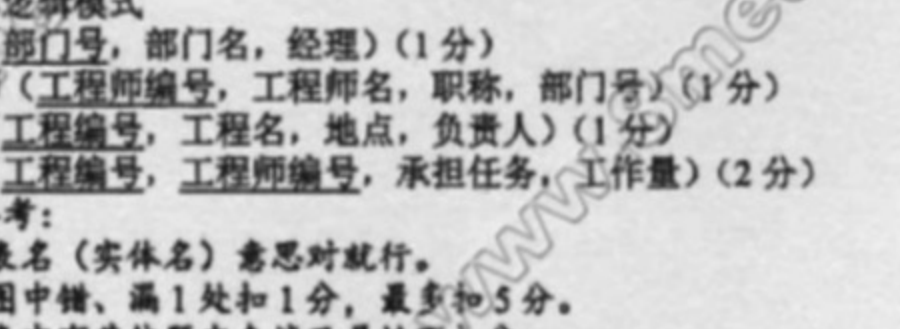 逻辑模式
部门号，部门名，经理）（1 分）
（工程师编号，工程师名，职称，部门号）（1 分）
工程编号，工程名，地点，负责人）（1 分）
工程编号，工程师编号，承担任务，工作量）（2 分）
考：
表名（实体名）意思对就行。
图中错、漏 1 处扣 1 分，最多扣 5 分。
www.